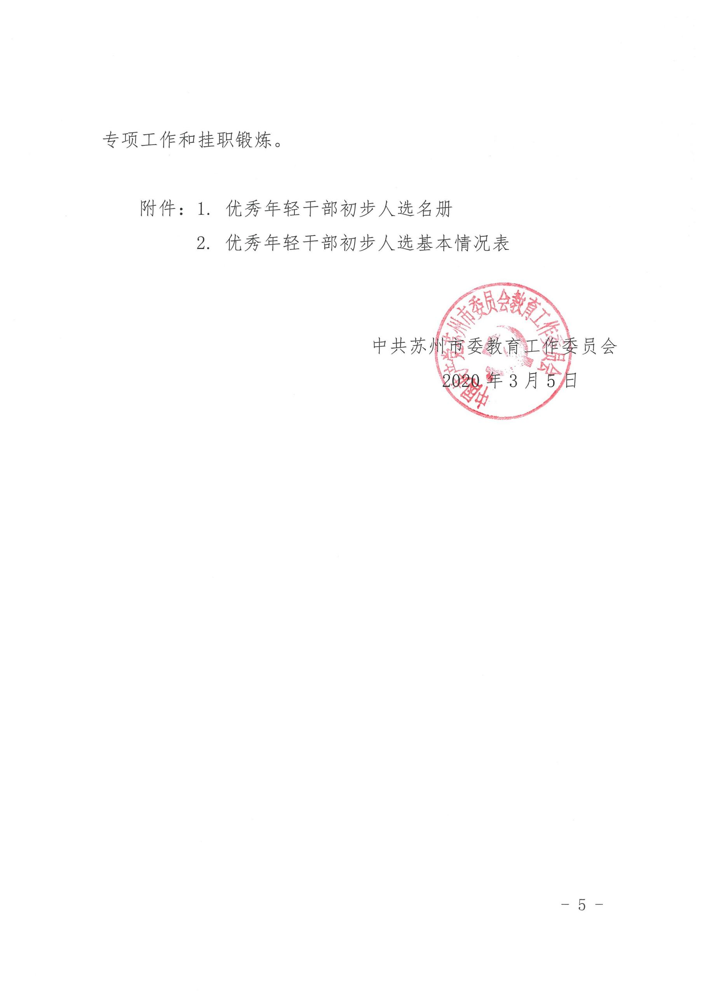 专项工作和挂职锻炼。
附件：1. 优秀年轻干部初步人选名册
2. 优秀年轻干部初步人选基本情况表
中国共产党苏州市委员会教育工作委员会
中共苏州市委教育工作委员会
2020 年 3 月 5 日
- 5 -